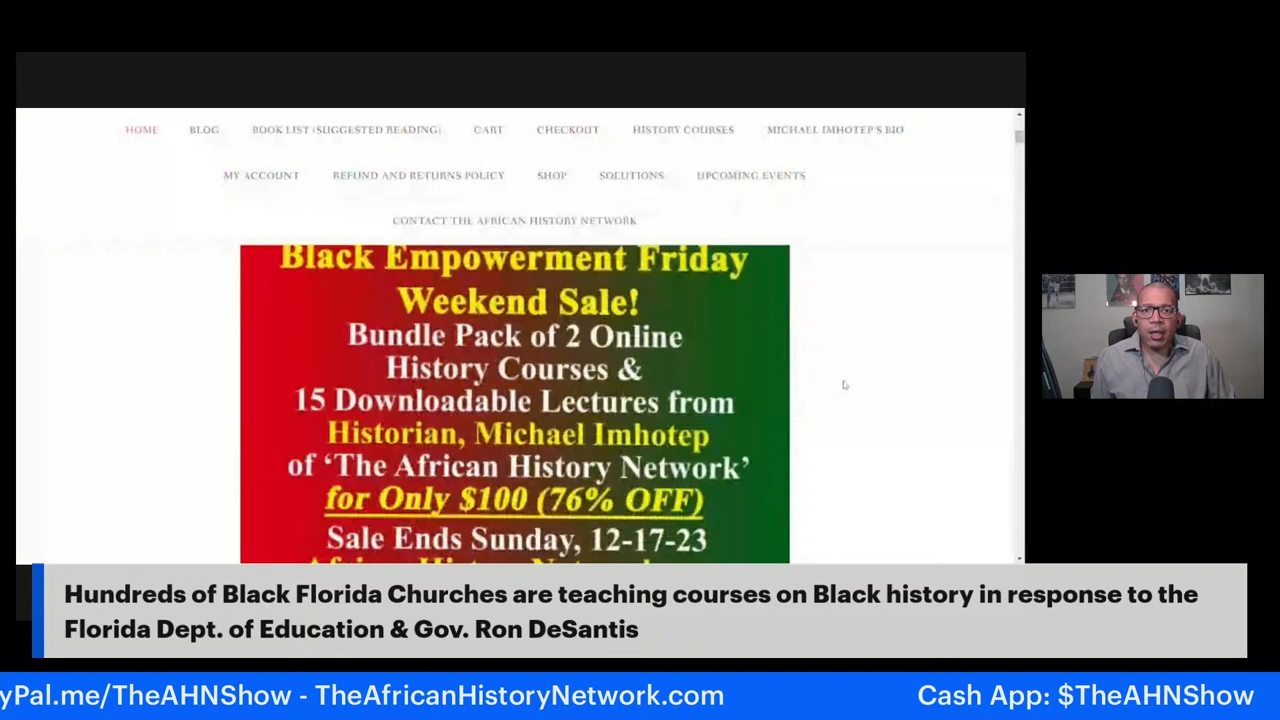 HOME BLOG BOOK LIST (SUGGESTED READING) CART CHECKOUT HISTORY COURSES MICHAEL IMHOTEP'S BIO
MY ACCOUNT REFUND AND RETURNS POLICY SHOP SOLUTIONS UPCOMING EVENTS
CONTACT THE AFRICAN HISTORY NETWORK
Black Empowerment Friday
Weekend Sale!
Bundle Pack of 2 Online
History Courses &
15 Downloadable Lectures from
Historian, Michael Imhotep
of 'The African History Network'
for Only $100 (76% OFF)
Sale Ends Sunday, 12-17-23
Hundreds of Black Florida Churches are teaching courses on Black history in response to the
Florida Dept. of Education & Gov. Ron DeSantis
yPal.me/TheAHNShow - TheAfricanHistoryNetwork.com Cash App: $TheAHNShow